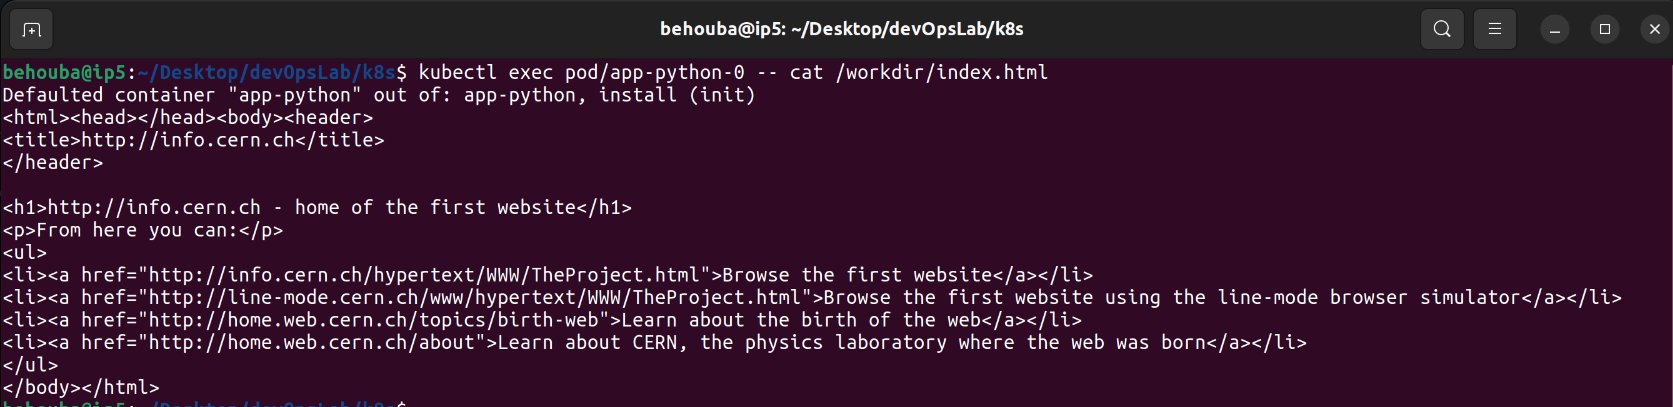 behouba@ip5: ~/Desktop/devOpsLab/k8s
behouba@ip5:~/Desktop/devOpsLab/k8s$ kubectl exec pod/app-python-0 -- cat /workdir/index.html
Defaulted container "app-python" out of: app-python, install (init)
<html><head></head><body><header>
<title>http://info.cern.ch</title>
</header>
<h1>http://info.cern.ch - home of the first website</h1>
<p>From here you can:</p>
<ul>
<li><a href="http://info.cern.ch/hypertext/WWW/TheProject.html">Browse the first website</a></li>
<li><a href="http://line-mode.cern.ch/www/hypertext/WWW/TheProject.html">Browse the first website using the line-mode browser simulator</a></li>
<li><a href="http://home.web.cern.ch/topics/birth-web">Learn about the birth of the web</a></li>
<li><a href="http://home.web.cern.ch/about">Learn about CERN, the physics laboratory where the web was born</a></li>
</ul>
</body></html>
behouba@ip5:~/Desktop/devOpsLab/k8s$